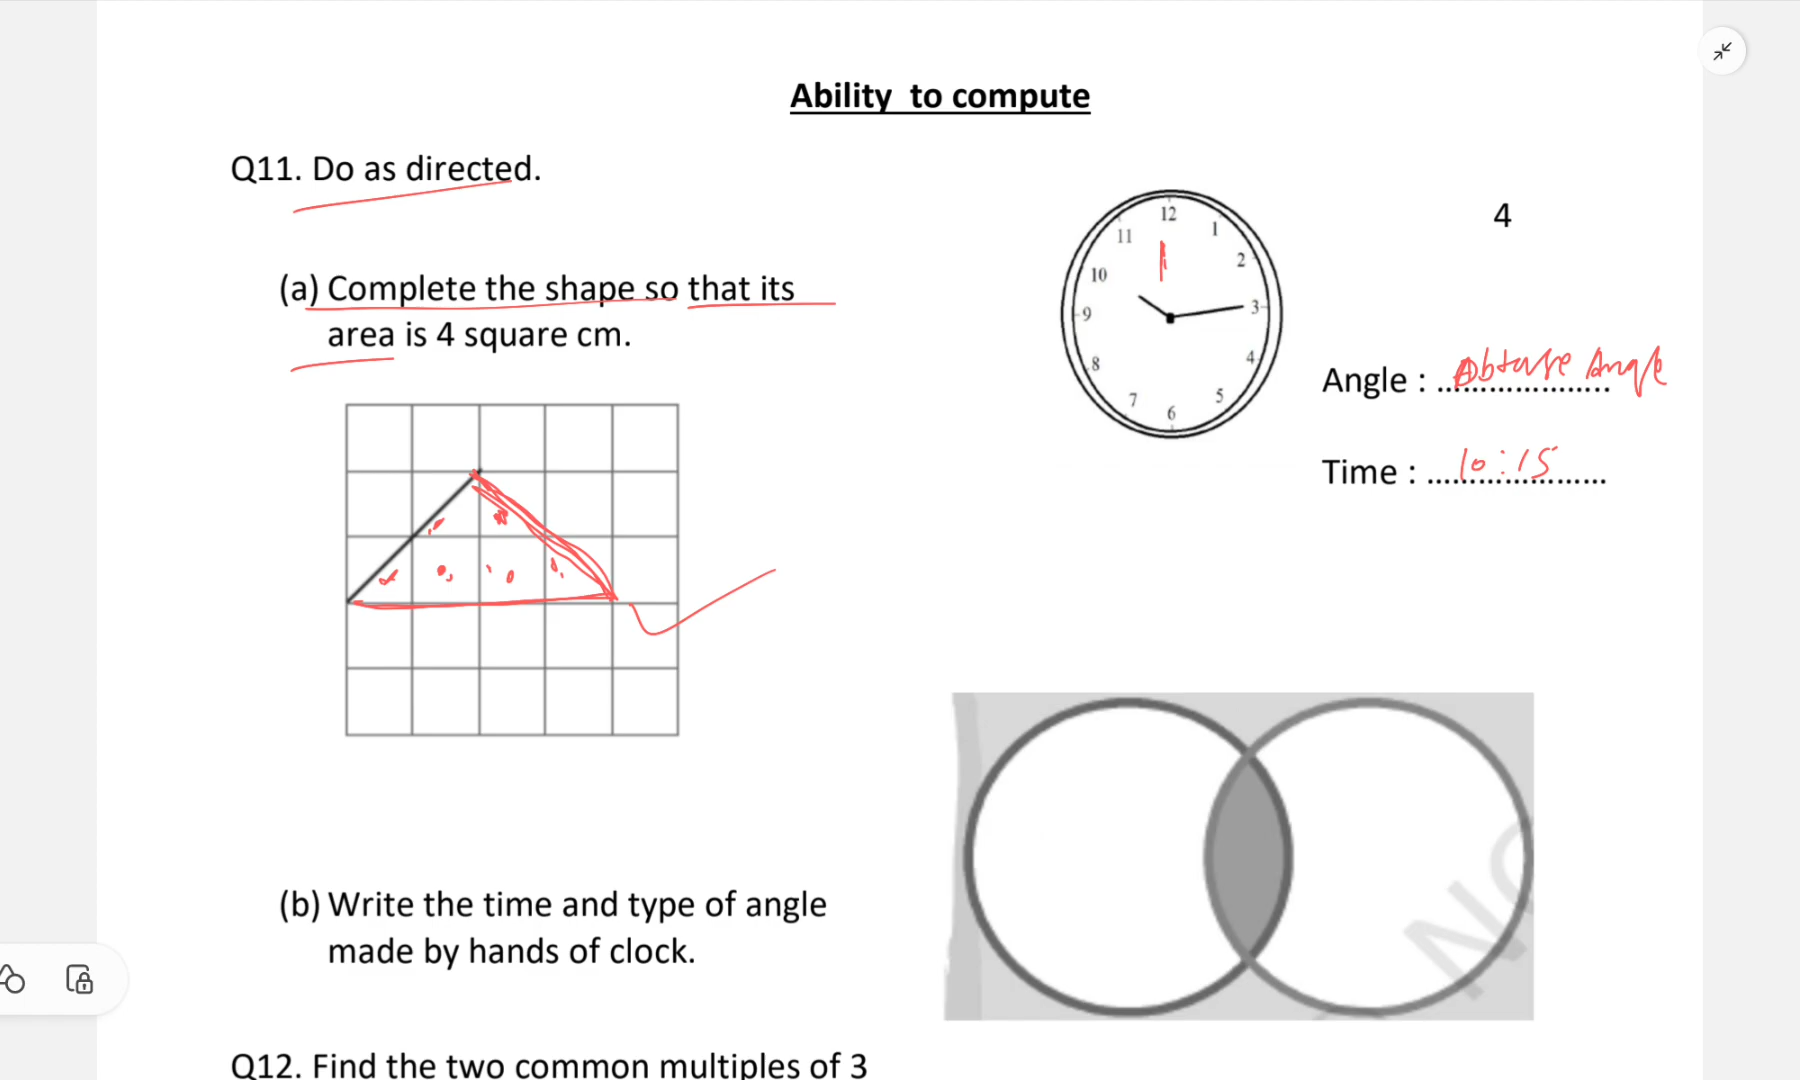 Ability to compute
Q11. Do as directed.
4
(a) Complete the shape so that its
area is 4 square cm.
12
1
2
3
4
5
6
7
8
9
10
11
Angle : .................... Obtuse Angle
Time : ...................... 10:15
(b) Write the time and type of angle
made by hands of clock.
Q12. Find the two common multiples of 3